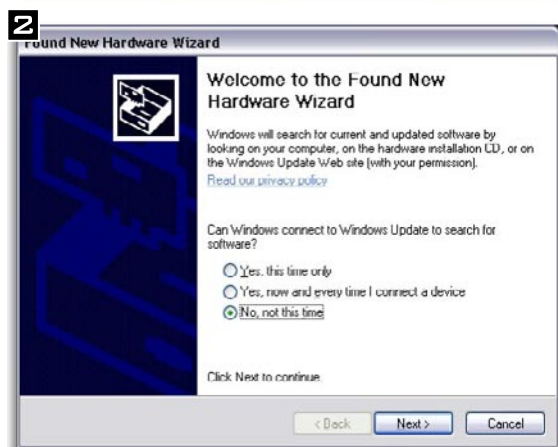 2
Found New Hardware Wizard
Welcome to the Found New
Hardware Wizard
Windows will search for current and updated software by
looking on your computer, on the hardware installation CD, or on
the Windows Update Web site (with your permission).
Read our privacy policy
Can Windows connect to Windows Update to search for
software?
Yes, this time only
Yes, now and every time I connect a device
No, not this time
Click Next to continue.
< Back
Next >
Cancel